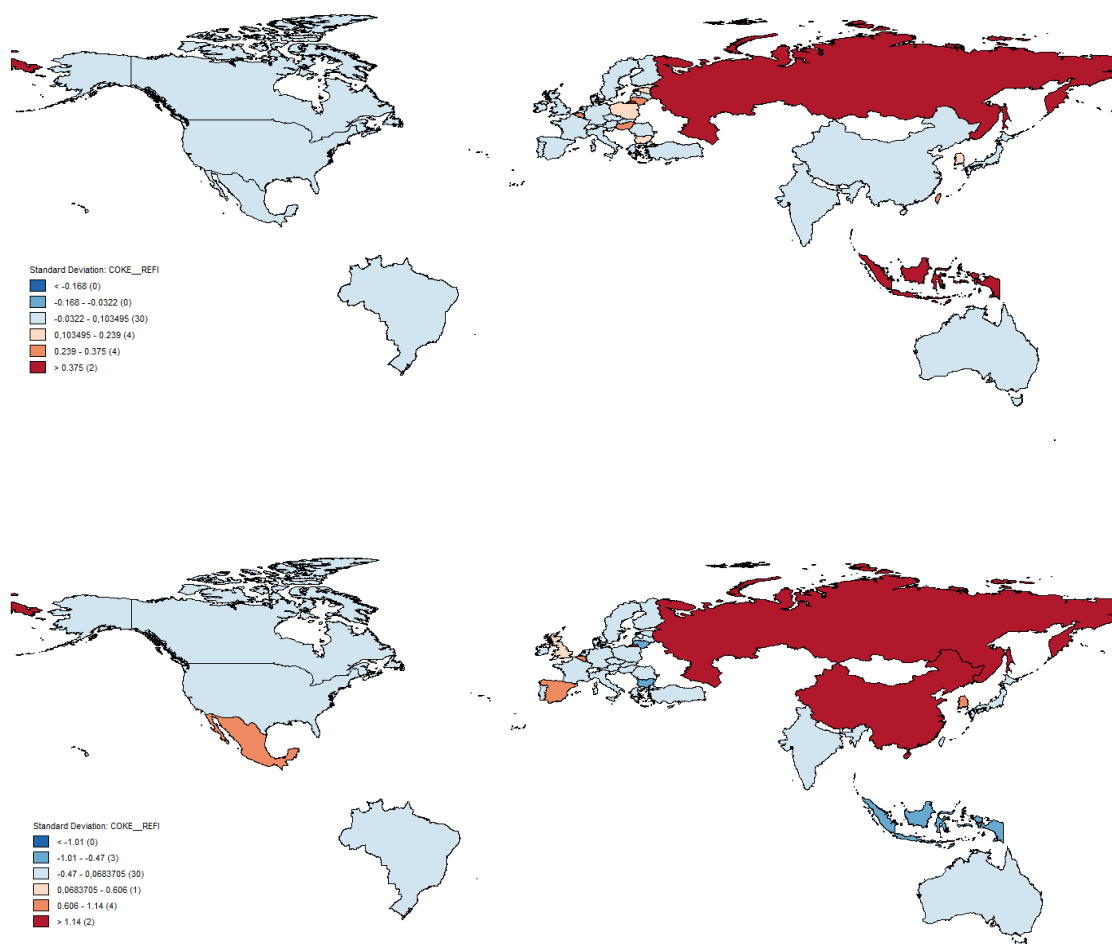 Standard Deviation: COKE__REFI
< -0.168 (0)
-0.168 - -0.0322 (0)
-0.0322 - 0,103495 (30)
0,103495 - 0.239 (4)
0.239 - 0.375 (4)
> 0.375 (2)
Standard Deviation: COKE__REFI
< -1.01 (0)
-1.01 - -0.47 (3)
-0.47 - 0,0683705 (30)
0,0683705 - 0.606 (1)
0.606 - 1.14 (4)
> 1.14 (2)